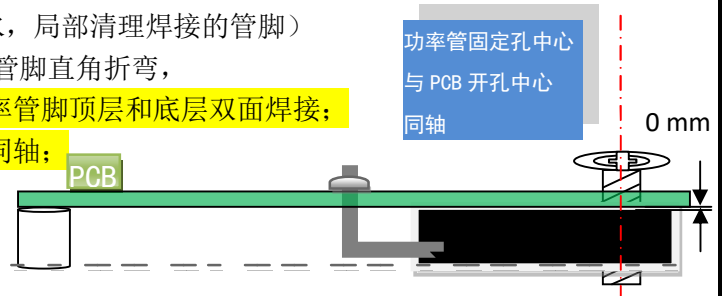 ，局部清理焊接的管脚）
管脚直角折弯，
率管脚顶层和底层双面焊接；
同轴；
功率管固定孔中心
与 PCB 开孔中心
同轴
0 mm
PCB